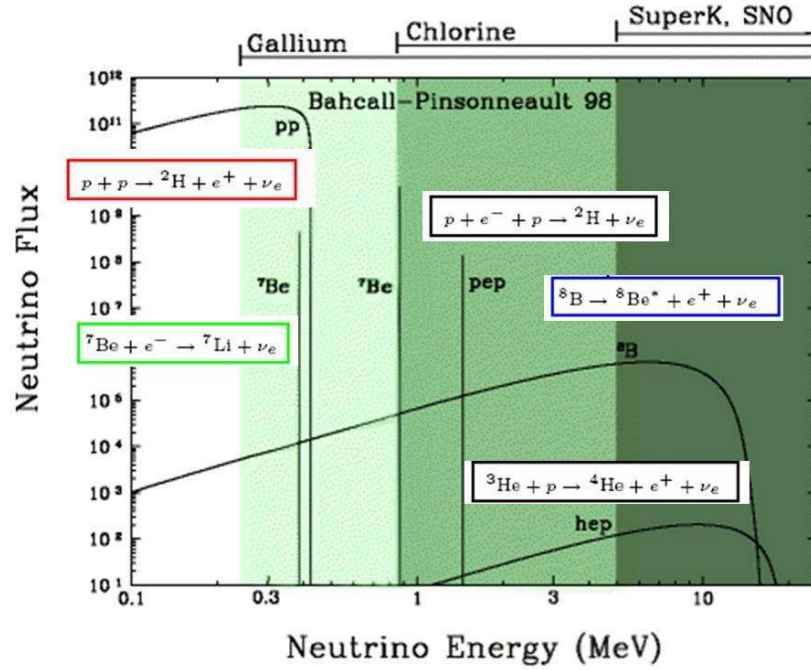 SuperK, SNO
Chlorine
Gallium
Bahcall-Pinsonneault 98
pp
p + p → ²H + e⁺ + νₑ
p + e⁻ + p → ²H + νₑ
⁷Be
⁷Be
pep
⁸B → ⁸Be* + e⁺ + νₑ
⁷Be + e⁻ → ⁷Li + νₑ
⁸B
³He + p → ⁴He + e⁺ + νₑ
hep
Neutrino Flux
10¹²
10¹¹
10⁹
10⁸
10⁷
10⁵
10⁴
10³
10²
10¹
0.1 0.3 1 3 10
Neutrino Energy (MeV)